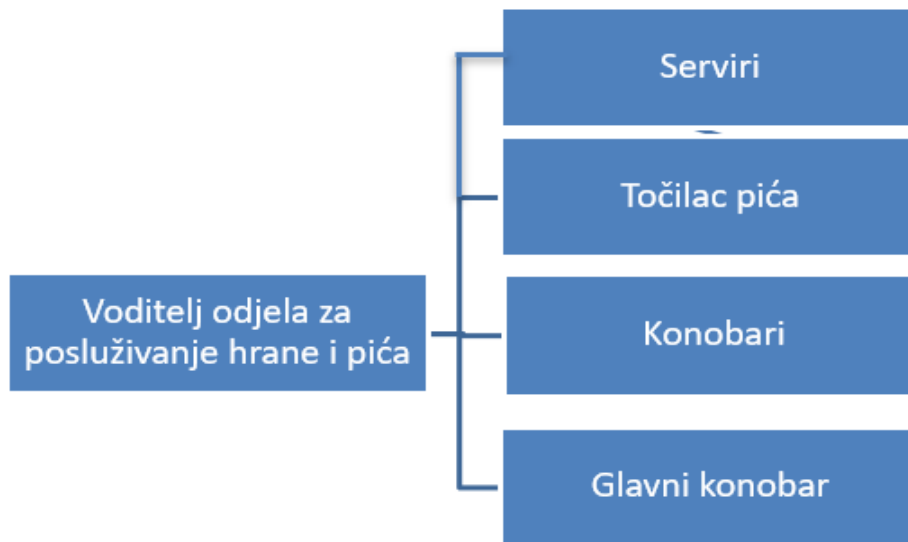 Serviri
Točilac pića
Voditelj odjela za
posluživanje hrane i pića
Konobari
Glavni konobar